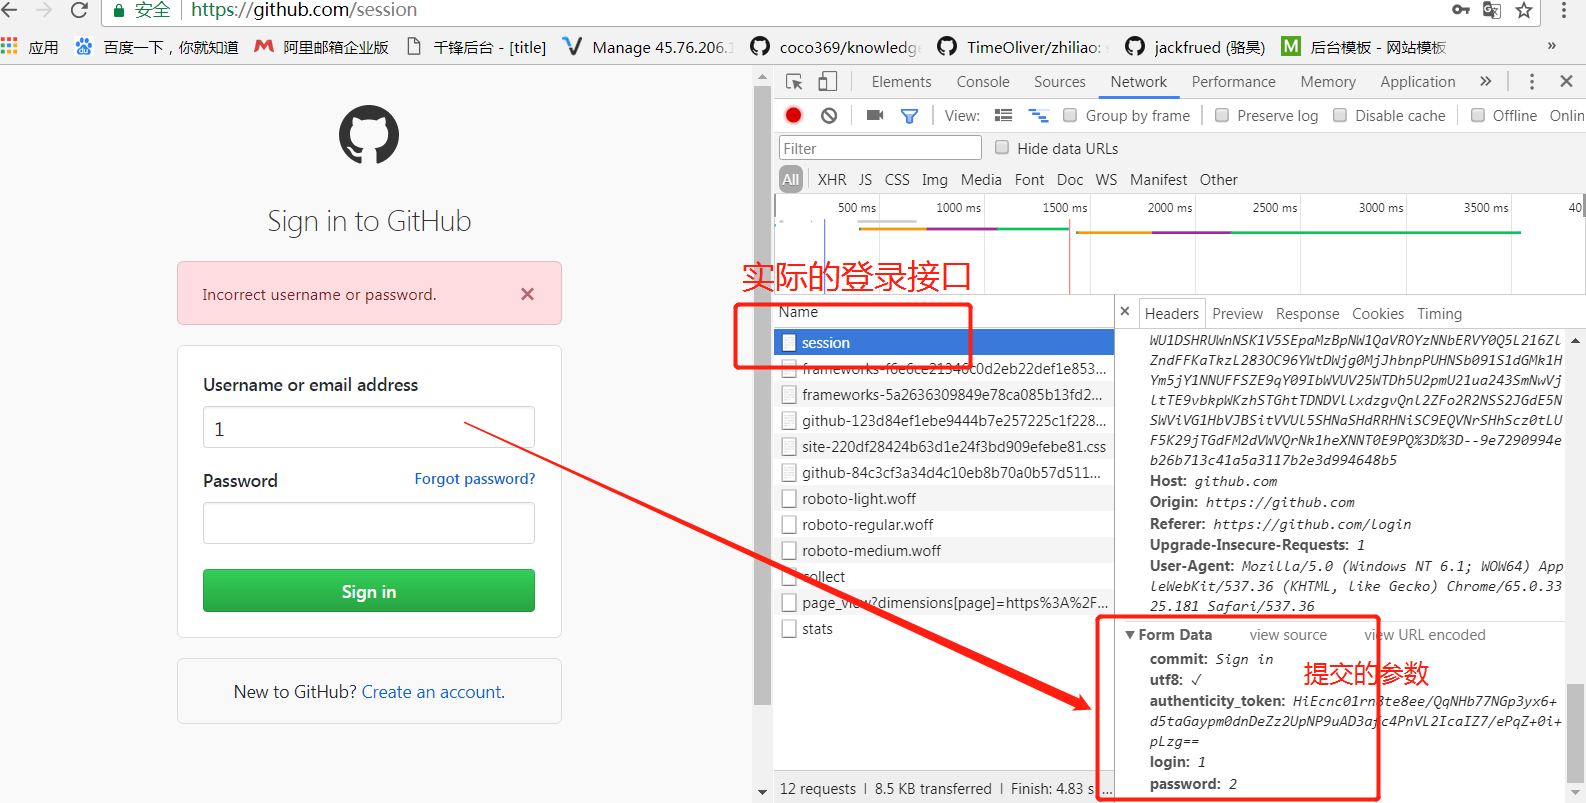 安全 https://github.com/session
应用 百度一下，你就知道 阿里邮箱企业版 千锋后台 - [title] Manage 45.76.206.1 coco369/knowledge TimeOliver/zhiliao: s jackfrued (骆昊) 后台模板 - 网站模板 »
Elements Console Sources Network Performance Memory Application »
View: Group by frame Preserve log Disable cache Offline Onlin
Filter Hide data URLs
All XHR JS CSS Img Media Font Doc WS Manifest Other
500 ms 1000 ms 1500 ms 2000 ms 2500 ms 3000 ms 3500 ms 40
Sign in to GitHub
Incorrect username or password.
Username or email address
1
Password Forgot password?
Sign in
New to GitHub? Create an account.
实际的登录接口
Name
session
frameworks-f6e6ce21346c0d2eb22def1e853...
frameworks-5a2636309849e78ca085b13fd2...
github-123d84ef1ebe9444b7e257225c1f228...
site-220df28424b63d1e24f3bd909efebe81.css
github-84c3cf3a34d4c10eb8b70a0b57d511...
roboto-light.woff
roboto-regular.woff
roboto-medium.woff
collect
page_view?dimensions[page]=https%3A%2F...
stats
12 requests | 8.5 KB transferred | Finish: 4.83 s ...
Headers Preview Response Cookies Timing
WU1DSHRUWnNSK1V5SEpaMzBpNW1QaVROYzNNbERVY0Q5L216Zl
ZndFFKaTkzL283OC96YWtDWjg0MjJhbnpPUHNSb091S1dGMk1H
Ym5jY1NNUFFSZE9qY09IbWVUV25WTDh5U2pmU21ua243SmNwVj
ltTE9vbkpWKzhSTGhtTDNDVllxdzgvQnl2ZFo2R2NSS2JGdE5N
SWViVG1HbVJBSitVVUl5SHNaSHdRRHNiSC9EQVNrSHhScz0tLU
F5K29jTGdFM2dVWVQrNk1heXNNT0E9PQ%3D%3D--9e7290994e
eb26b713c41a5a3117b2e3d994648b5
Host: github.com
Origin: https://github.com
Referer: https://github.com/login
Upgrade-Insecure-Requests: 1
User-Agent: Mozilla/5.0 (Windows NT 6.1; WOW64) App
leWebKit/537.36 (KHTML, like Gecko) Chrome/65.0.33
25.181 Safari/537.36
Form Data view source view URL encoded
commit: Sign in
utf8: ✓
提交的参数
authenticity_token: HiEcnc01rn8te8ee/QqNHb77NGp3yx6+
d5taGaypm0dnDeZz2UpNP9uAD3ajc4PnVL2IcaIZ7/ePqZ+0i+
pLzg==
login: 1
password: 2